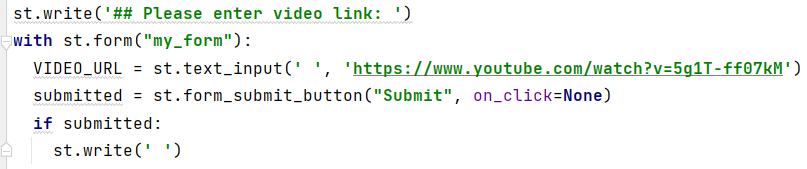 st.write('## Please enter video link: ')
with st.form("my_form"):
VIDEO_URL = st.text_input(' ', 'https://www.youtube.com/watch?v=5g1T-ff07kM')
submitted = st.form_submit_button("Submit", on_click=None)
if submitted:
st.write(' ')